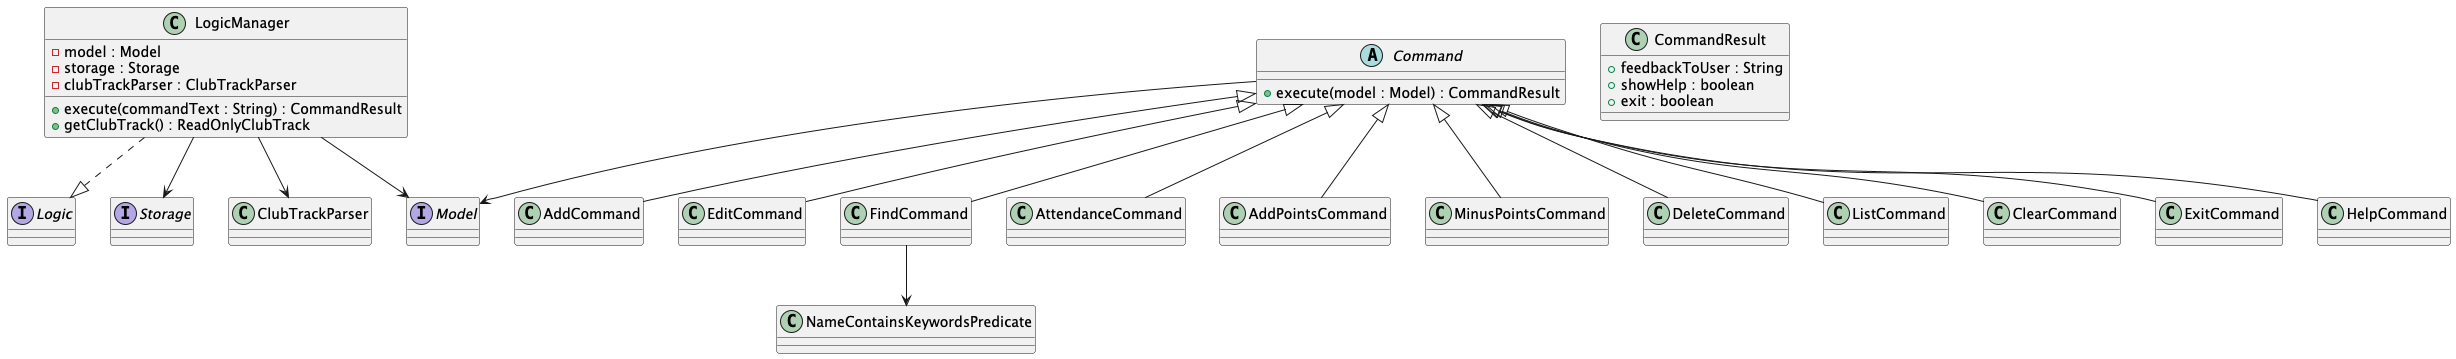 C LogicManager
model : Model
storage : Storage
clubTrackParser : ClubTrackParser
execute(commandText : String) : CommandResult
getClubTrack() : ReadOnlyClubTrack
A Command
execute(model : Model) : CommandResult
C CommandResult
feedbackToUser : String
showHelp : boolean
exit : boolean
I Logic
I Storage
C ClubTrackParser
I Model
C AddCommand
C EditCommand
C FindCommand
C AttendanceCommand
C AddPointsCommand
C MinusPointsCommand
C DeleteCommand
C ListCommand
C ClearCommand
C ExitCommand
C HelpCommand
C NameContainsKeywordsPredicate